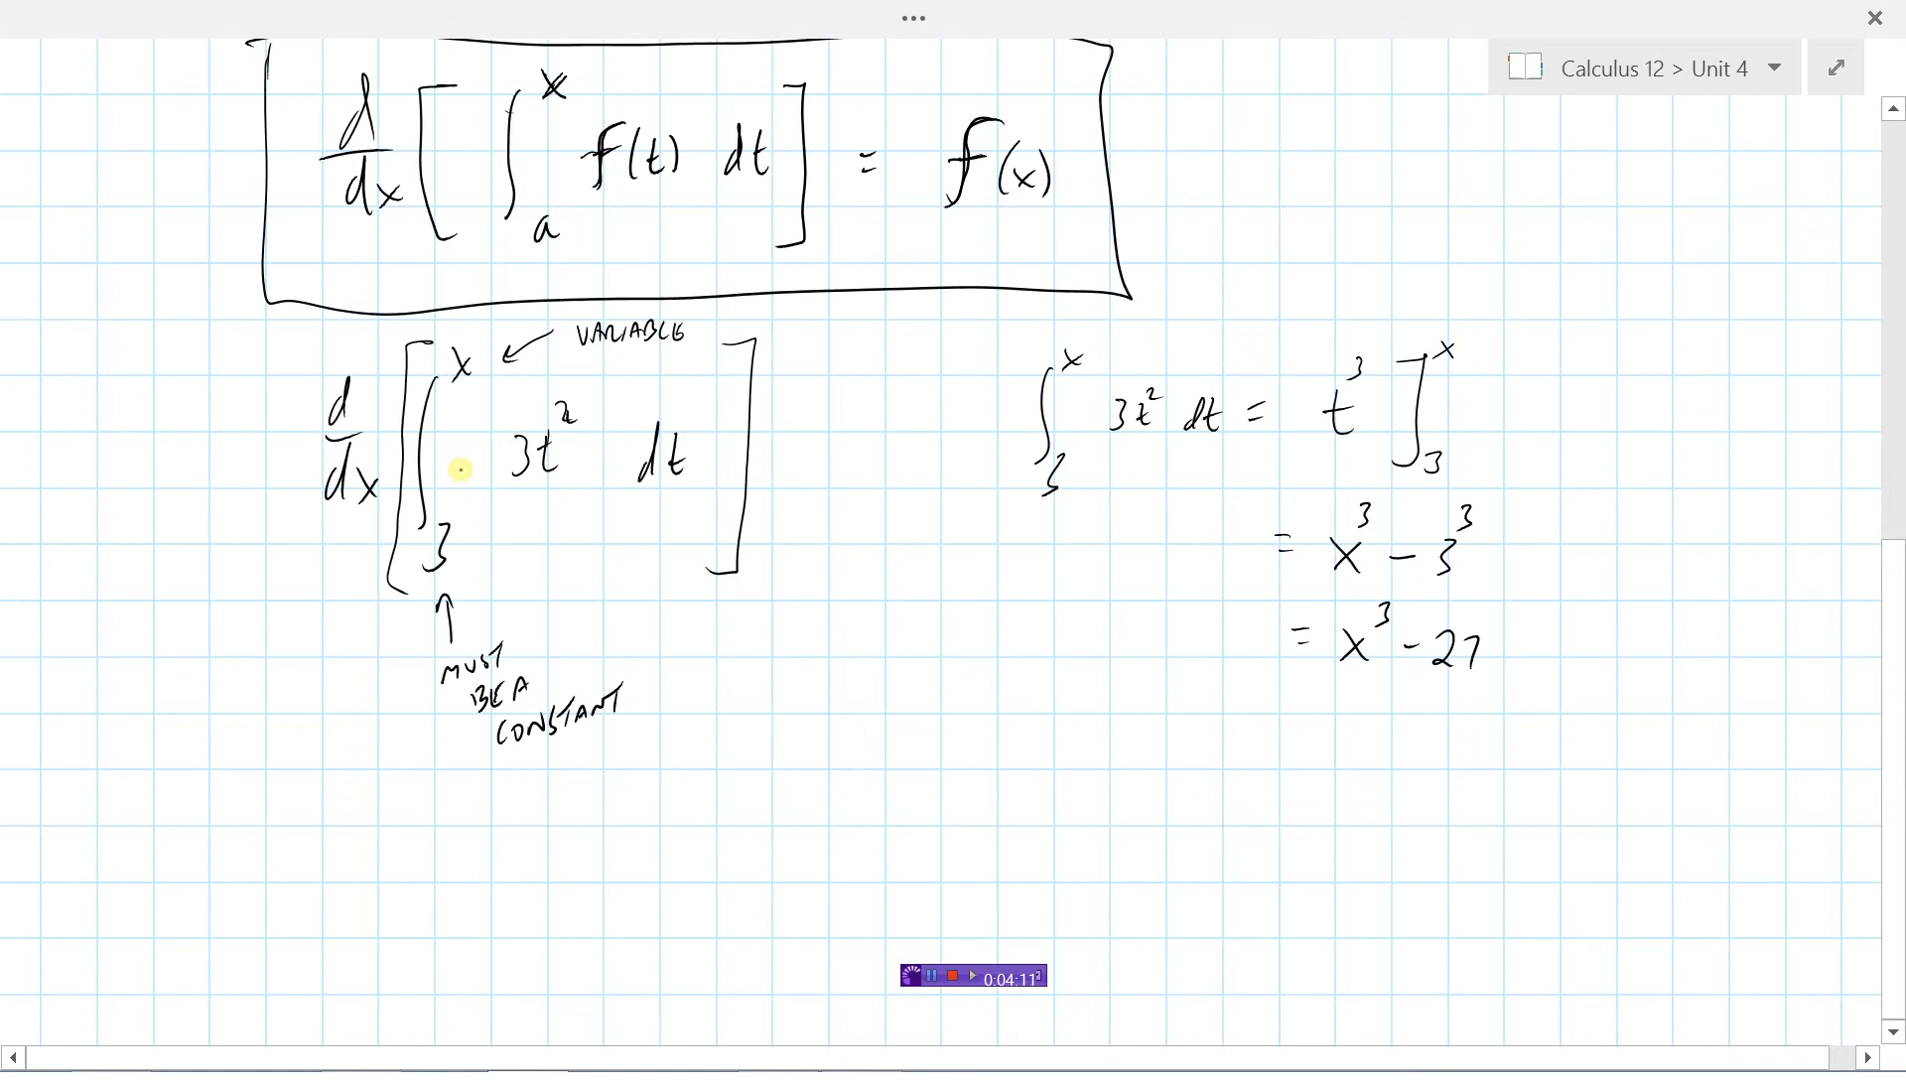 •••
Calculus 12 > Unit 4
d/dx [ ∫_a^x f(t) dt ] = f(x)
VARIABLE
d/dx [ ∫_3^x 3t² dt ]
MUST
BE A
CONSTANT
∫_3^x 3t² dt = t³ ]_3^x
= x³ - 3³
= x³ - 27
0:04:11